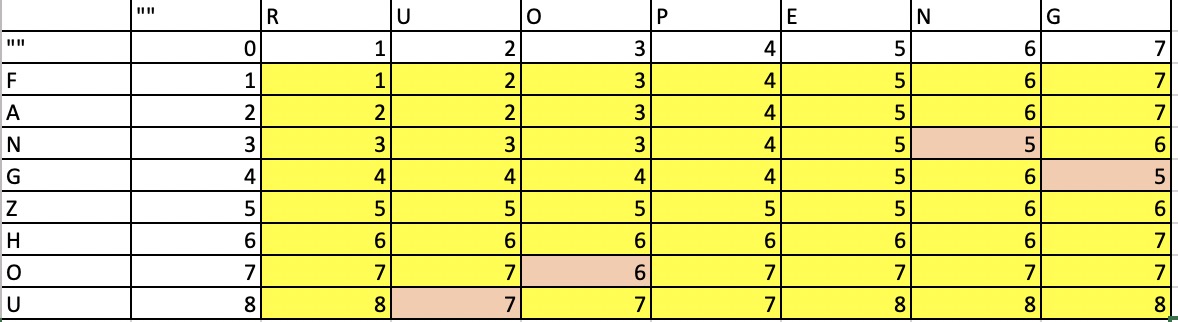 "" R U O P E N G
"" 0 1 2 3 4 5 6 7
F 1 1 2 3 4 5 6 7
A 2 2 2 3 4 5 6 7
N 3 3 3 3 4 5 5 6
G 4 4 4 4 4 5 6 5
Z 5 5 5 5 5 5 6 6
H 6 6 6 6 6 6 6 7
O 7 7 7 6 7 7 7 7
U 8 8 7 7 7 8 8 8